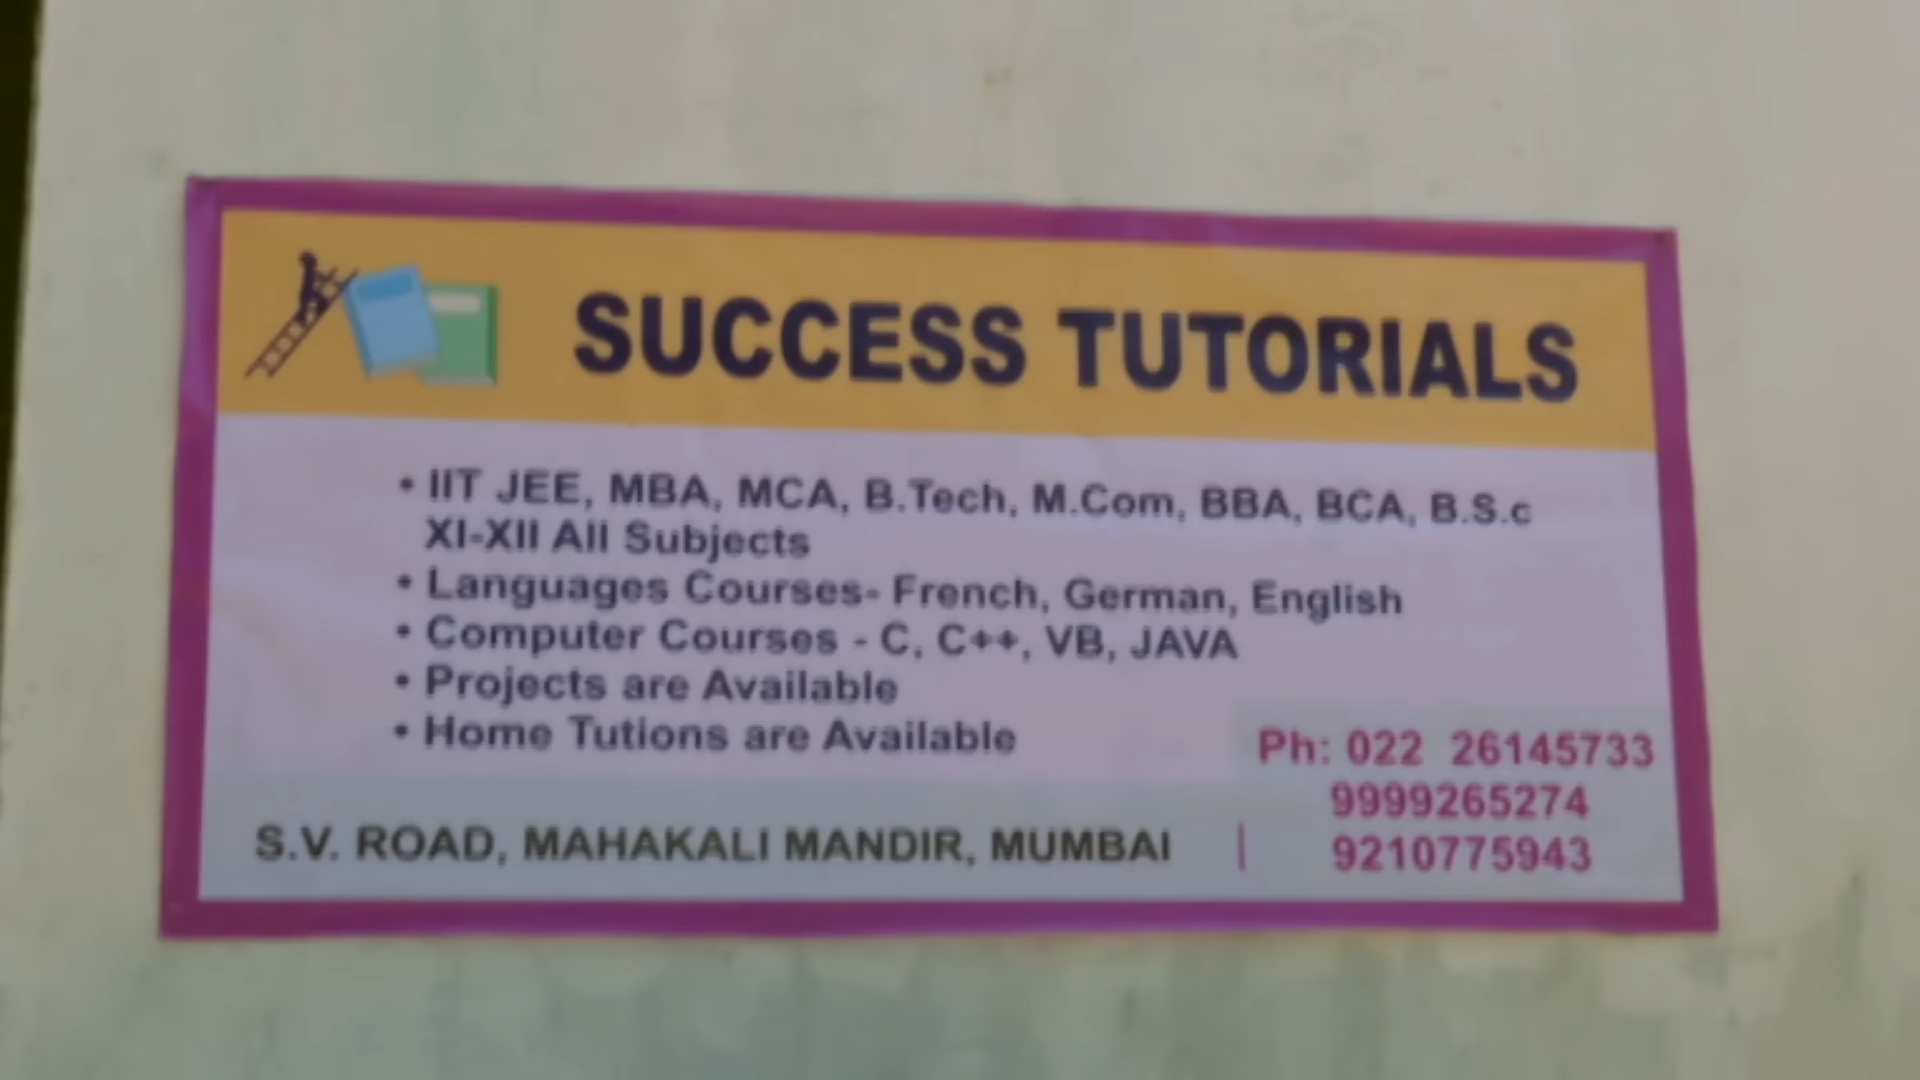 SUCCESS TUTORIALS
• IIT JEE, MBA, MCA, B.Tech, M.Com, BBA, BCA, B.S.c
XI-XII All Subjects
• Languages Courses- French, German, English
• Computer Courses - C, C++, VB, JAVA
• Projects are Available
• Home Tutions are Available
Ph: 022 26145733
9999265274
S.V. ROAD, MAHAKALI MANDIR, MUMBAI | 9210775943